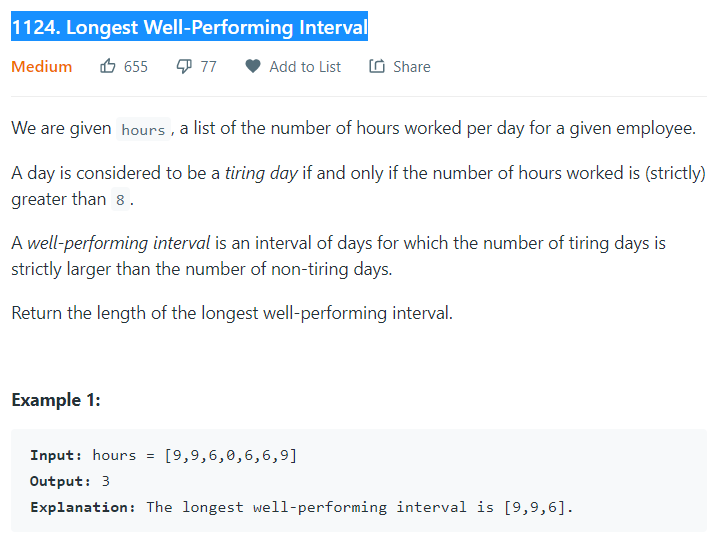 1124. Longest Well-Performing Interval
Medium 655 77 Add to List Share
We are given hours , a list of the number of hours worked per day for a given employee.
A day is considered to be a tiring day if and only if the number of hours worked is (strictly)
greater than 8 .
A well-performing interval is an interval of days for which the number of tiring days is
strictly larger than the number of non-tiring days.
Return the length of the longest well-performing interval.
Example 1:
Input: hours = [9,9,6,0,6,6,9]
Output: 3
Explanation: The longest well-performing interval is [9,9,6].